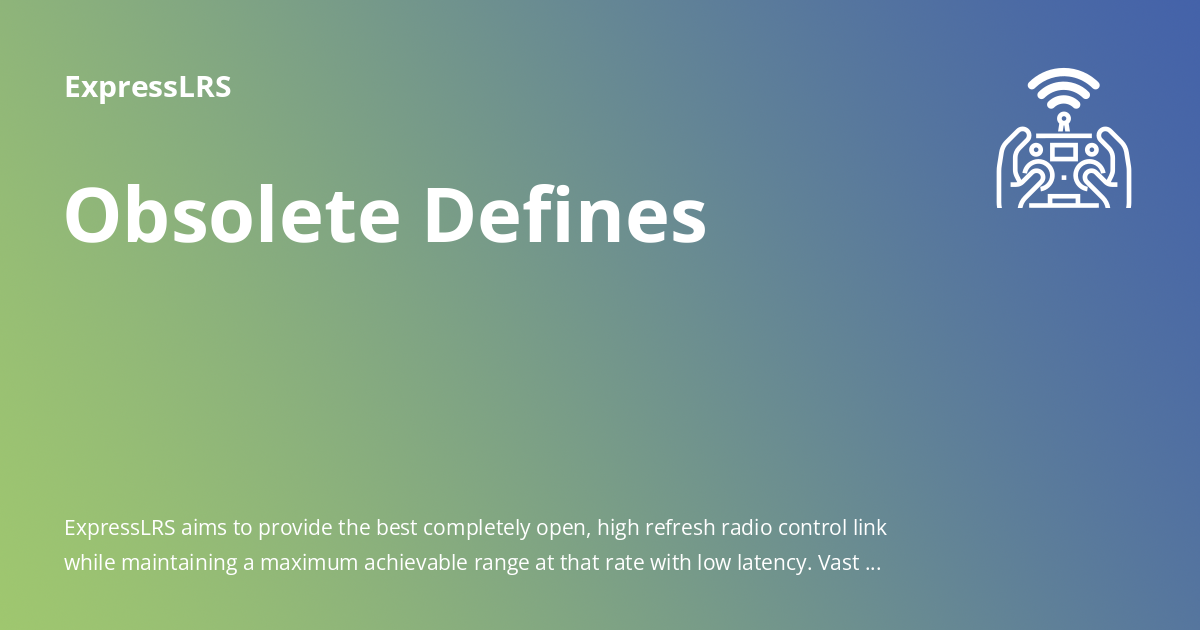 ExpressLRS
Obsolete Defines
ExpressLRS aims to provide the best completely open, high refresh radio control link
while maintaining a maximum achievable range at that rate with low latency. Vast ...